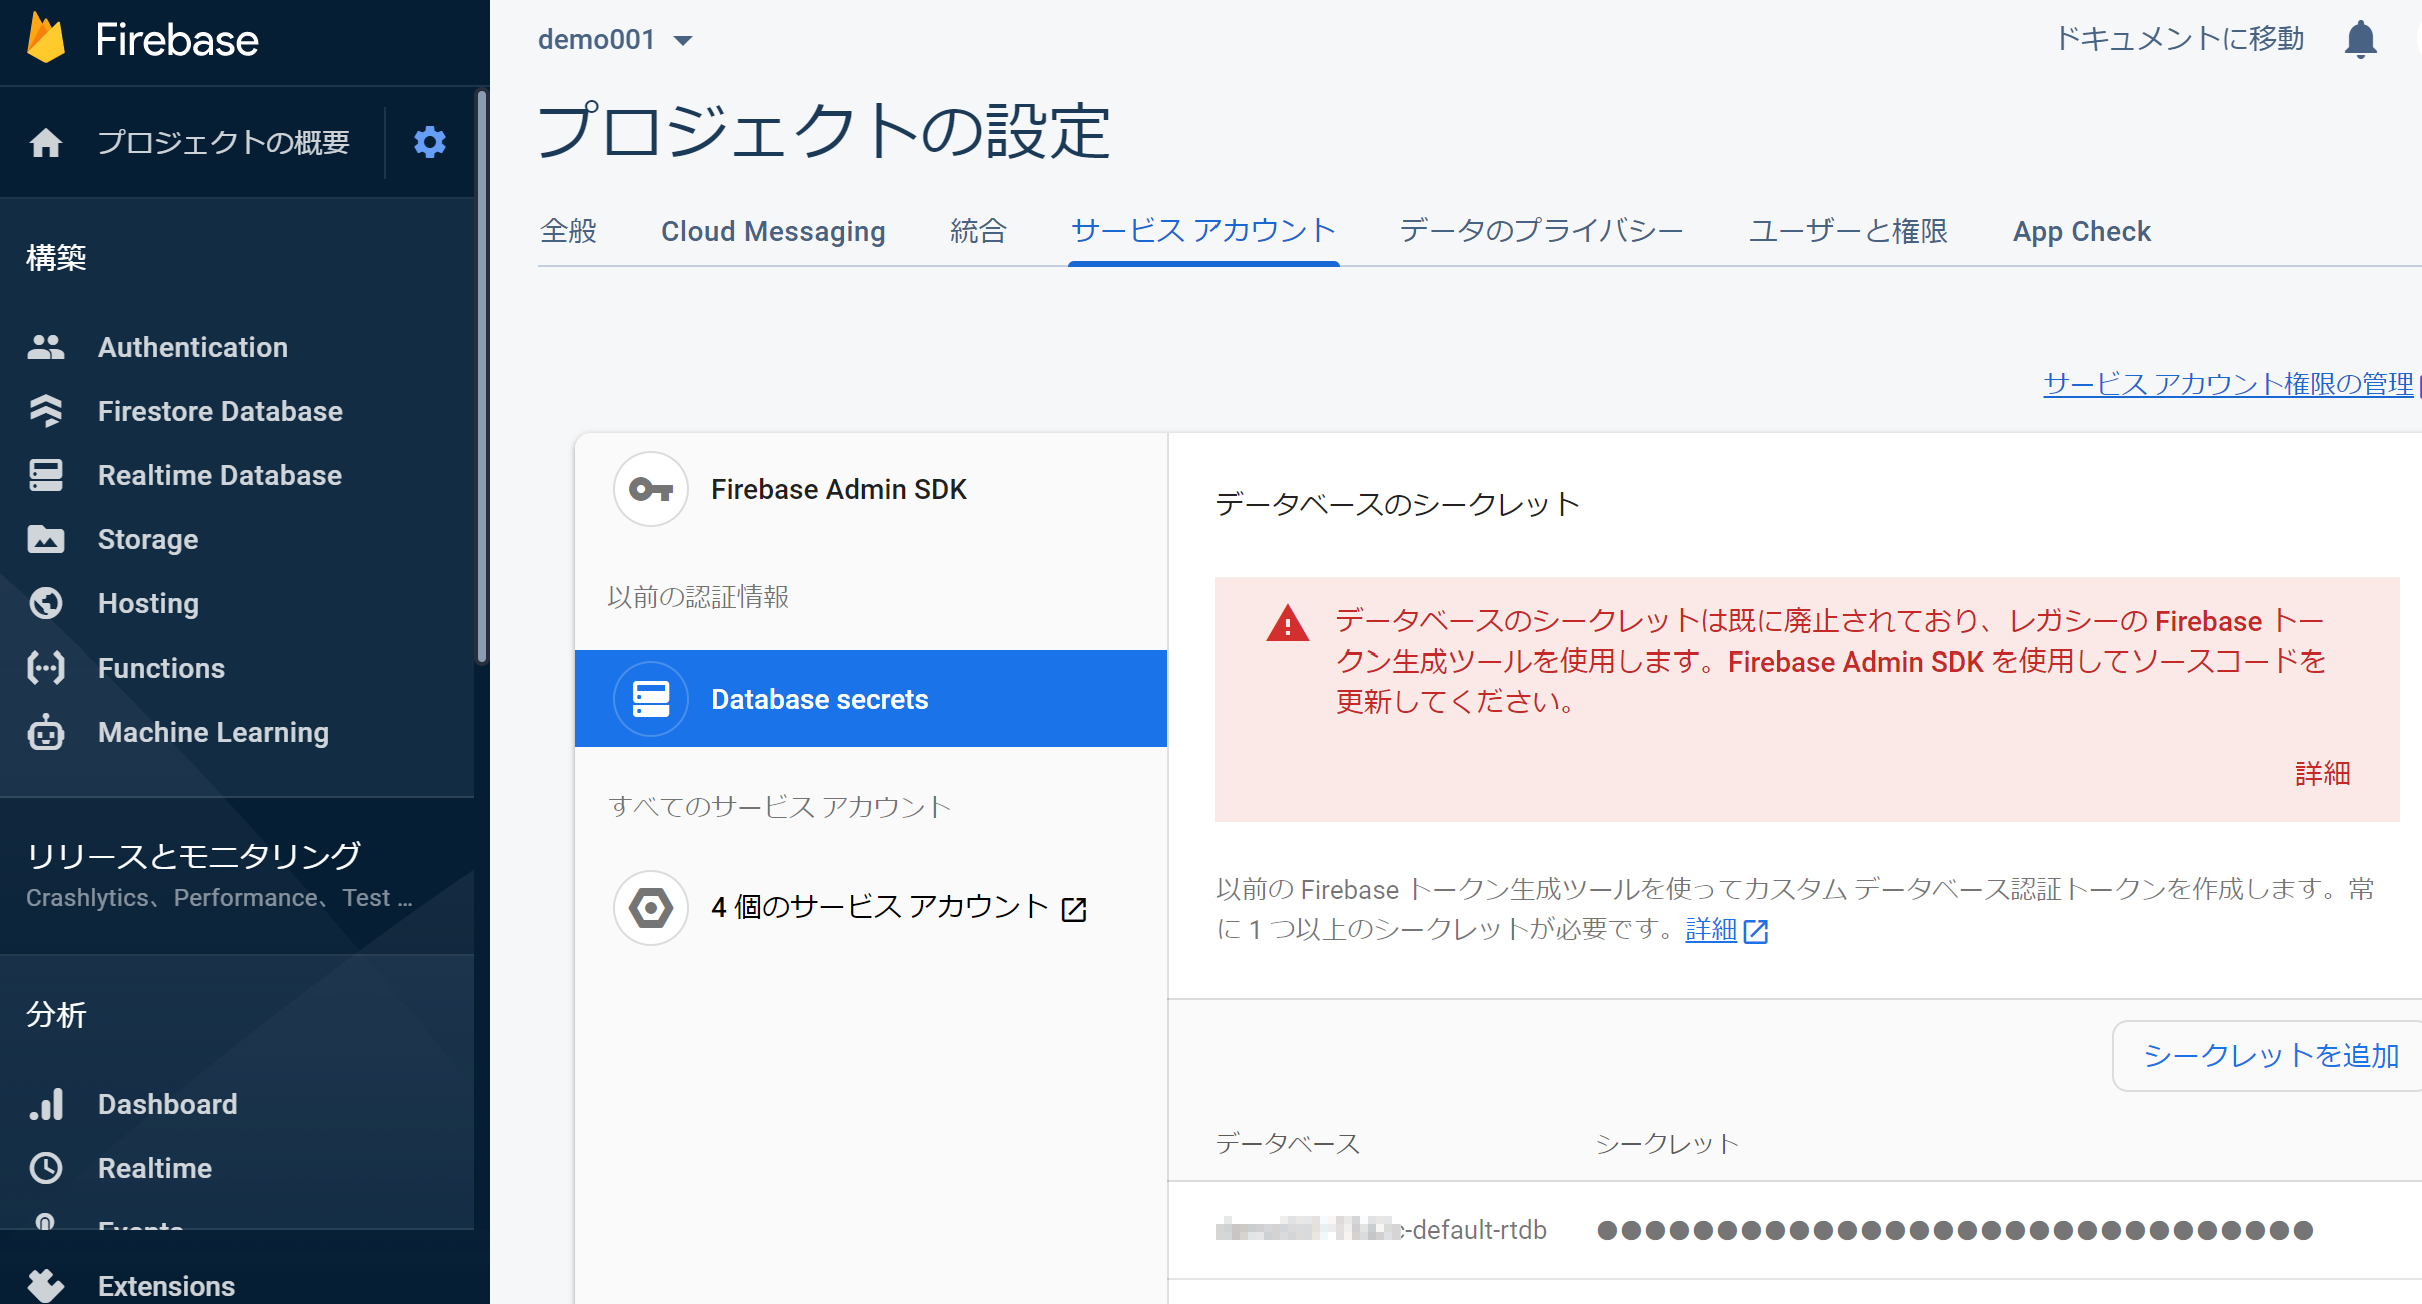 Firebase
プロジェクトの概要
構築
Authentication
Firestore Database
Realtime Database
Storage
Hosting
Functions
Machine Learning
リリースとモニタリング
Crashlytics、Performance、Test ...
分析
Dashboard
Realtime
Events
Extensions
demo001
ドキュメントに移動
プロジェクトの設定
全般
Cloud Messaging
統合
サービス アカウント
データのプライバシー
ユーザーと権限
App Check
サービス アカウント権限の管理
Firebase Admin SDK
以前の認証情報
Database secrets
すべてのサービス アカウント
4 個のサービス アカウント
データベースのシークレット
データベースのシークレットは既に廃止されており、レガシーの Firebase トー
クン生成ツールを使用します。Firebase Admin SDK を使用してソースコードを
更新してください。
詳細
以前の Firebase トークン生成ツールを使ってカスタム データベース認証トークンを作成します。常
に 1 つ以上のシークレットが必要です。詳細
シークレットを追加
データベース
シークレット
-default-rtdb
●●●●●●●●●●●●●●●●●●●●●●●●●●●●●●